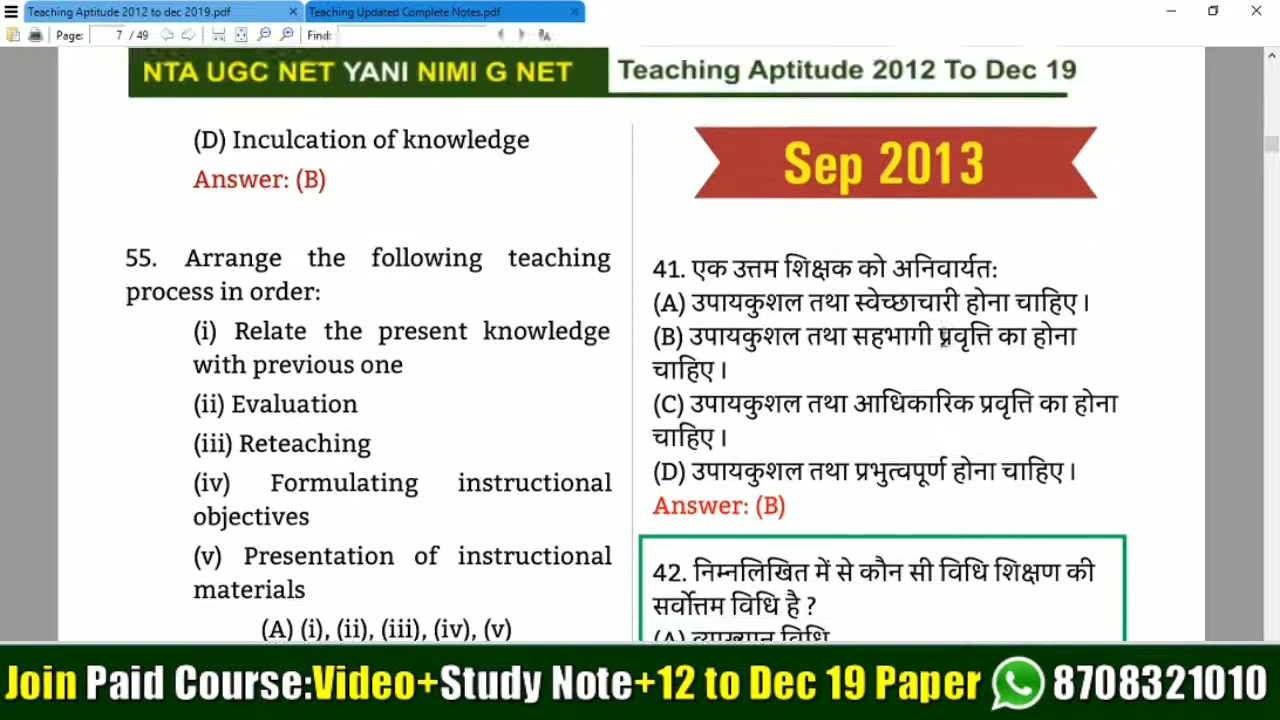 Teaching Aptitude 2012 to dec 2019.pdf
Teaching Updated Complete Notes.pdf
Page: 7 / 49
Find:
NTA UGC NET YANI NIMI G NET
Teaching Aptitude 2012 To Dec 19
(D) Inculcation of knowledge
Answer: (B)
55. Arrange the following teaching
process in order:
(i) Relate the present knowledge
with previous one
(ii) Evaluation
(iii) Reteaching
(iv) Formulating instructional
objectives
(v) Presentation of instructional
materials
(A) (i), (ii), (iii), (iv), (v)
Sep 2013
41. एक उत्तम शिक्षक को अनिवार्यत:
(A) उपायकुशल तथा स्वेच्छाचारी होना चाहिए ।
(B) उपायकुशल तथा सहभागी प्रवृत्ति का होना
चाहिए ।
(C) उपायकुशल तथा आधिकारिक प्रवृत्ति का होना
चाहिए ।
(D) उपायकुशल तथा प्रभुत्वपूर्ण होना चाहिए ।
Answer: (B)
42. निम्नलिखित में से कौन सी विधि शिक्षण की
सर्वोत्तम विधि है ?
(A) व्याख्यान विधि
Join Paid Course:Video+Study Note+12 to Dec 19 Paper 8708321010